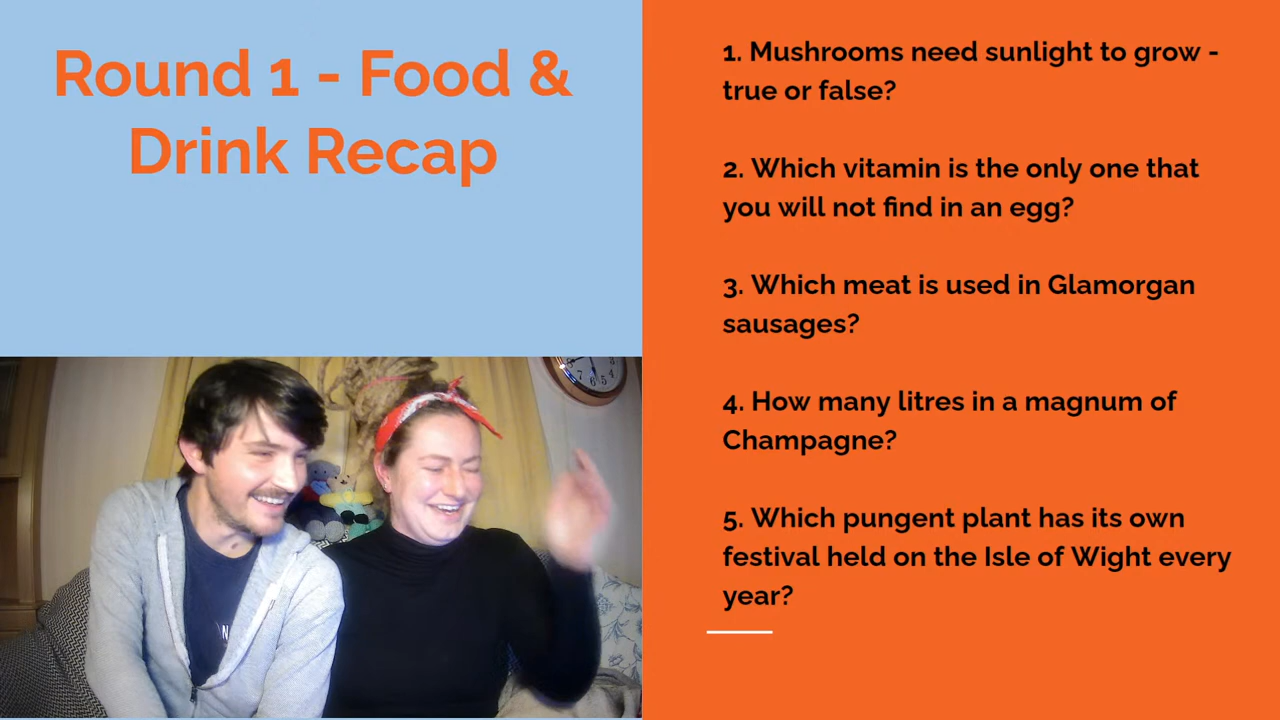 Round 1 - Food &
Drink Recap
1. Mushrooms need sunlight to grow -
true or false?
2. Which vitamin is the only one that
you will not find in an egg?
3. Which meat is used in Glamorgan
sausages?
4. How many litres in a magnum of
Champagne?
5. Which pungent plant has its own
festival held on the Isle of Wight every
year?
7 6 5